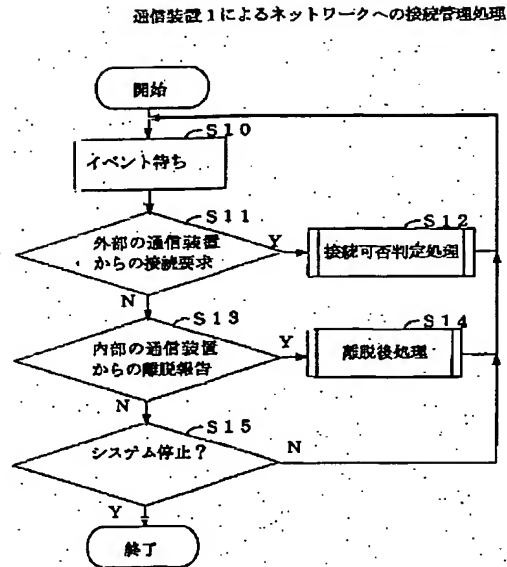 通信装置1によるネットワークへの接続管理処理
開始
S10
イベント待ち
S11
外部の通信装置
からの接続要求
Y
S12
接続可否判定処理
N
S13
内部の通信装置
からの離脱報告
Y
S14
離脱後処理
N
S15
システム停止?
N
Y
終了